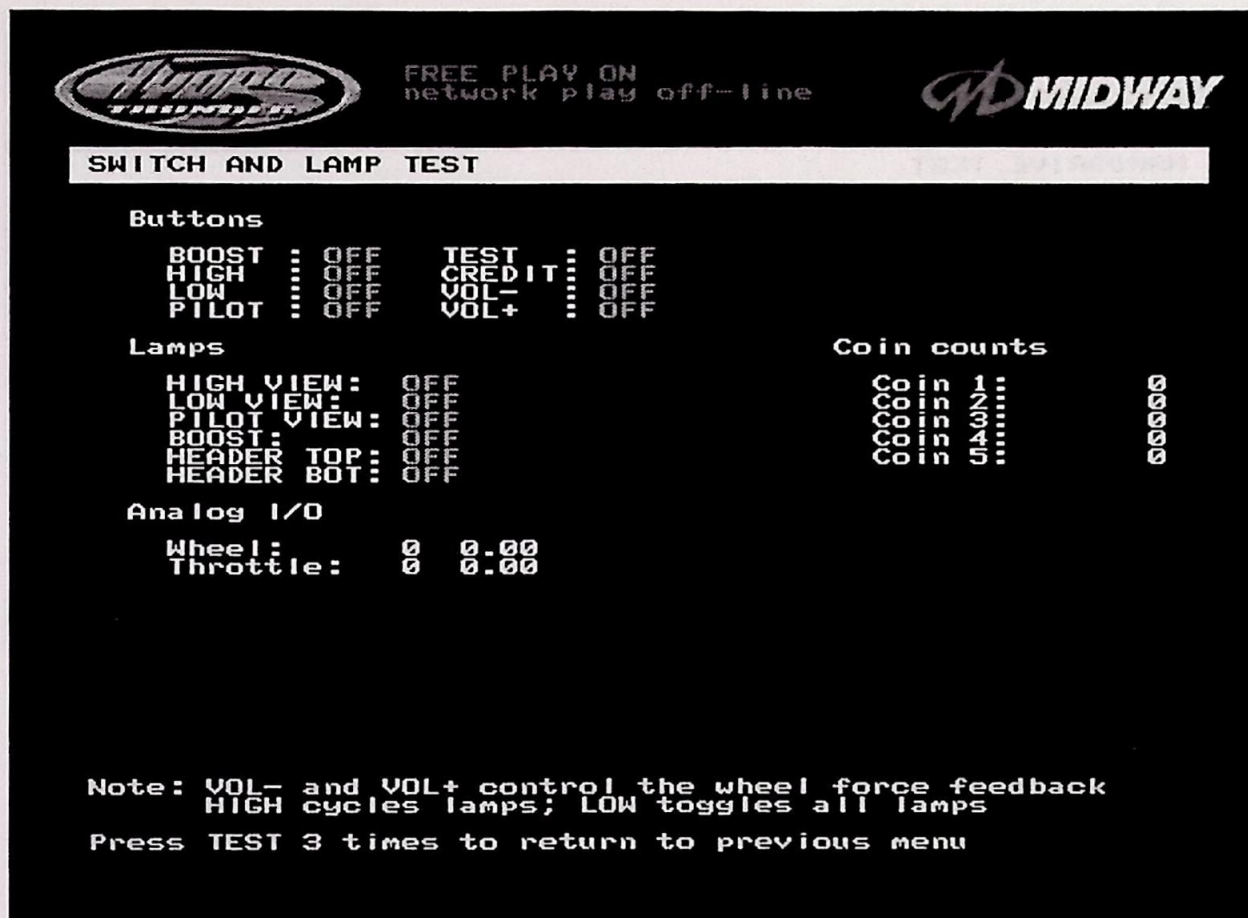 HYDRO
THUNDER
FREE PLAY ON
network play off-line
MIDWAY
SWITCH AND LAMP TEST
Buttons
BOOST : OFF TEST : OFF
HIGH : OFF CREDIT: OFF
LOW : OFF VOL- : OFF
PILOT : OFF VOL+ : OFF
Lamps
HIGH VIEW: OFF
LOW VIEW: OFF
PILOT VIEW: OFF
BOOST: OFF
HEADER TOP: OFF
HEADER BOT: OFF
Coin counts
Coin 1: 0
Coin 2: 0
Coin 3: 0
Coin 4: 0
Coin 5: 0
Analog I/O
Wheel: 0 0.00
Throttle: 0 0.00
Note: VOL- and VOL+ control the wheel force feedback
HIGH cycles lamps; LOW toggles all lamps
Press TEST 3 times to return to previous menu